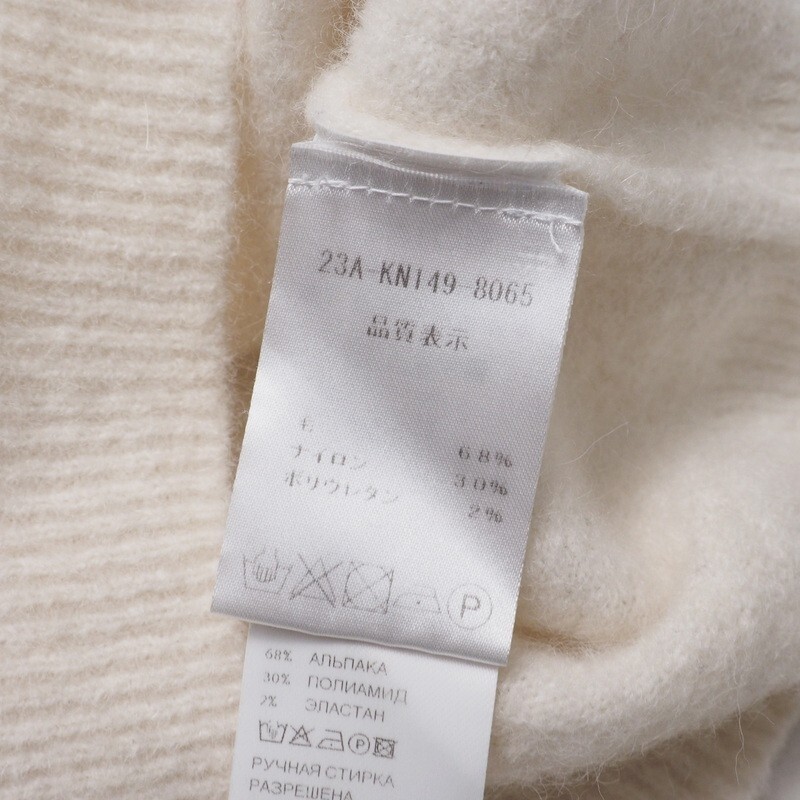 23A-KN149-8065
品質表示
毛 68%
ナイロン 30%
ポリウレタン 2%
P
68% АЛЬПАКА
30% ПОЛИАМИД
2% ЭЛАСТАН
P
РУЧНАЯ СТИРКА
РАЗРЕШЕНА